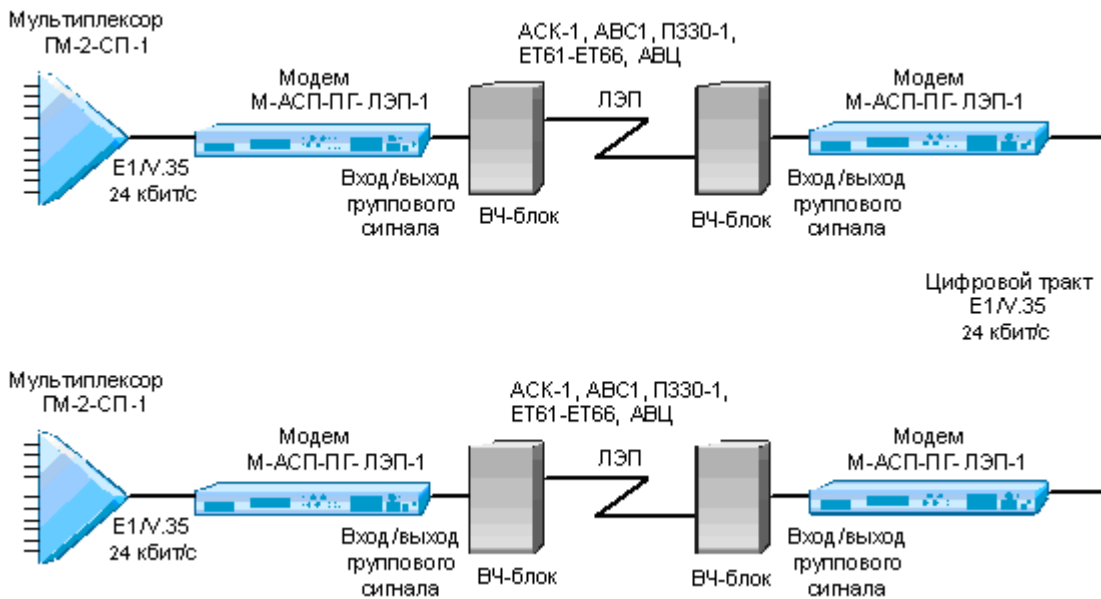 Мультиплексор
ГМ-2-СП-1
АСК-1, АВС1, П330-1,
ЕТ61-ЕТ66, АВЦ
Модем
М-АСП-ПГ- ЛЭП-1
ЛЭП
Модем
М-АСП-ПГ- ЛЭП-1
Е1/V.35
24 кбит/с
Вход/выход
группового
сигнала
ВЧ-блок
ВЧ-блок
Вход/выход
группового
сигнала
Цифровой тракт
Е1/V.35
24 кбит/с
Мультиплексор
ГМ-2-СП-1
АСК-1, АВС1, П330-1,
ЕТ61-ЕТ66, АВЦ
Модем
М-АСП-ПГ- ЛЭП-1
ЛЭП
Модем
М-АСП-ПГ- ЛЭП-1
Е1/V.35
24 кбит/с
Вход/выход
группового
сигнала
ВЧ-блок
ВЧ-блок
Вход/выход
группового
сигнала